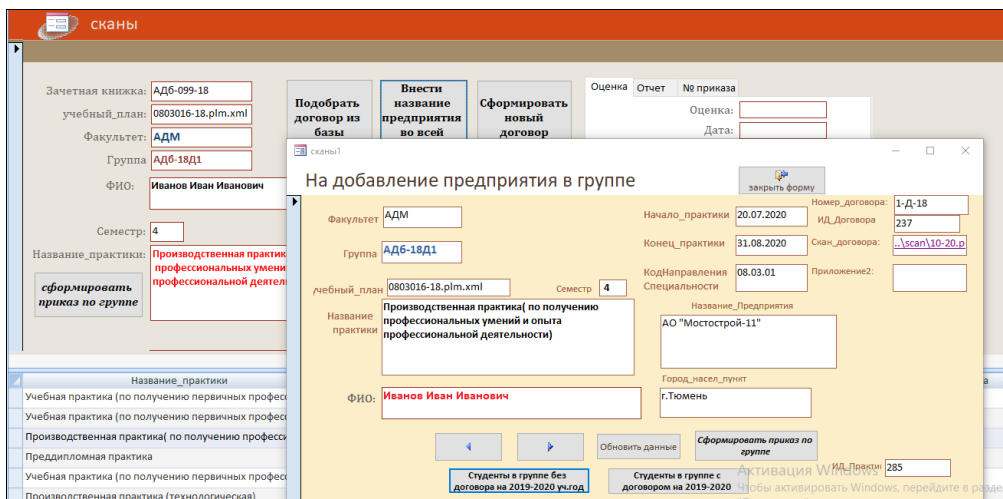 сканы
Зачетная книжка: АДб-099-18
учебный_план: 0803016-18.plm.xml
Факультет: АДМ
Группа АДб-18Д1
ФИО: Иванов Иван Иванович
Семестр: 4
Название_практики: Производственная практик
профессиональных умени
профессиональной деятел
сформировать
приказ по группе
Подобрать
договор из
базы
Внести
название
предприятия
во всей
Сформировать
новый
договор
Оценка Отчет № приказа
Оценка:
Дата:
сканы1
На добавление предприятия в группе
закрыть форму
Факультет АДМ
Группа АДб-18Д1
учебный_план 0803016-18.plm.xml
Семестр 4
Название
практики
Производственная практика( по получению
профессиональных умений и опыта
профессиональной деятельности)
ФИО: Иванов Иван Иванович
Начало_практики 20.07.2020
Конец_практики 31.08.2020
КодНаправления
Специальности
08.03.01
Номер_договора: 1-Д-18
ИД_Договора 237
Скан_договора: ..\scan\10-20.p
Приложение2:
Название_Предприятия
АО "Мостострой-11"
Город_насел_пункт
г.Тюмень
Обновить данные
Сформировать приказ по
группе
Студенты в группе без
договора на 2019-2020 уч.год
Студенты в группе с
договором на 2019-2020
ИД_Практи 285
Активация Windows
Чтобы активировать Windows, перейдите в разде
Название_практики
Учебная практика (по получению первичных професс
Учебная практика (по получению первичных професс
Производственная практика( по получению професси
Преддипломная практика
Учебная практика (по получению первичных професс
Производственная практика (технологическая)